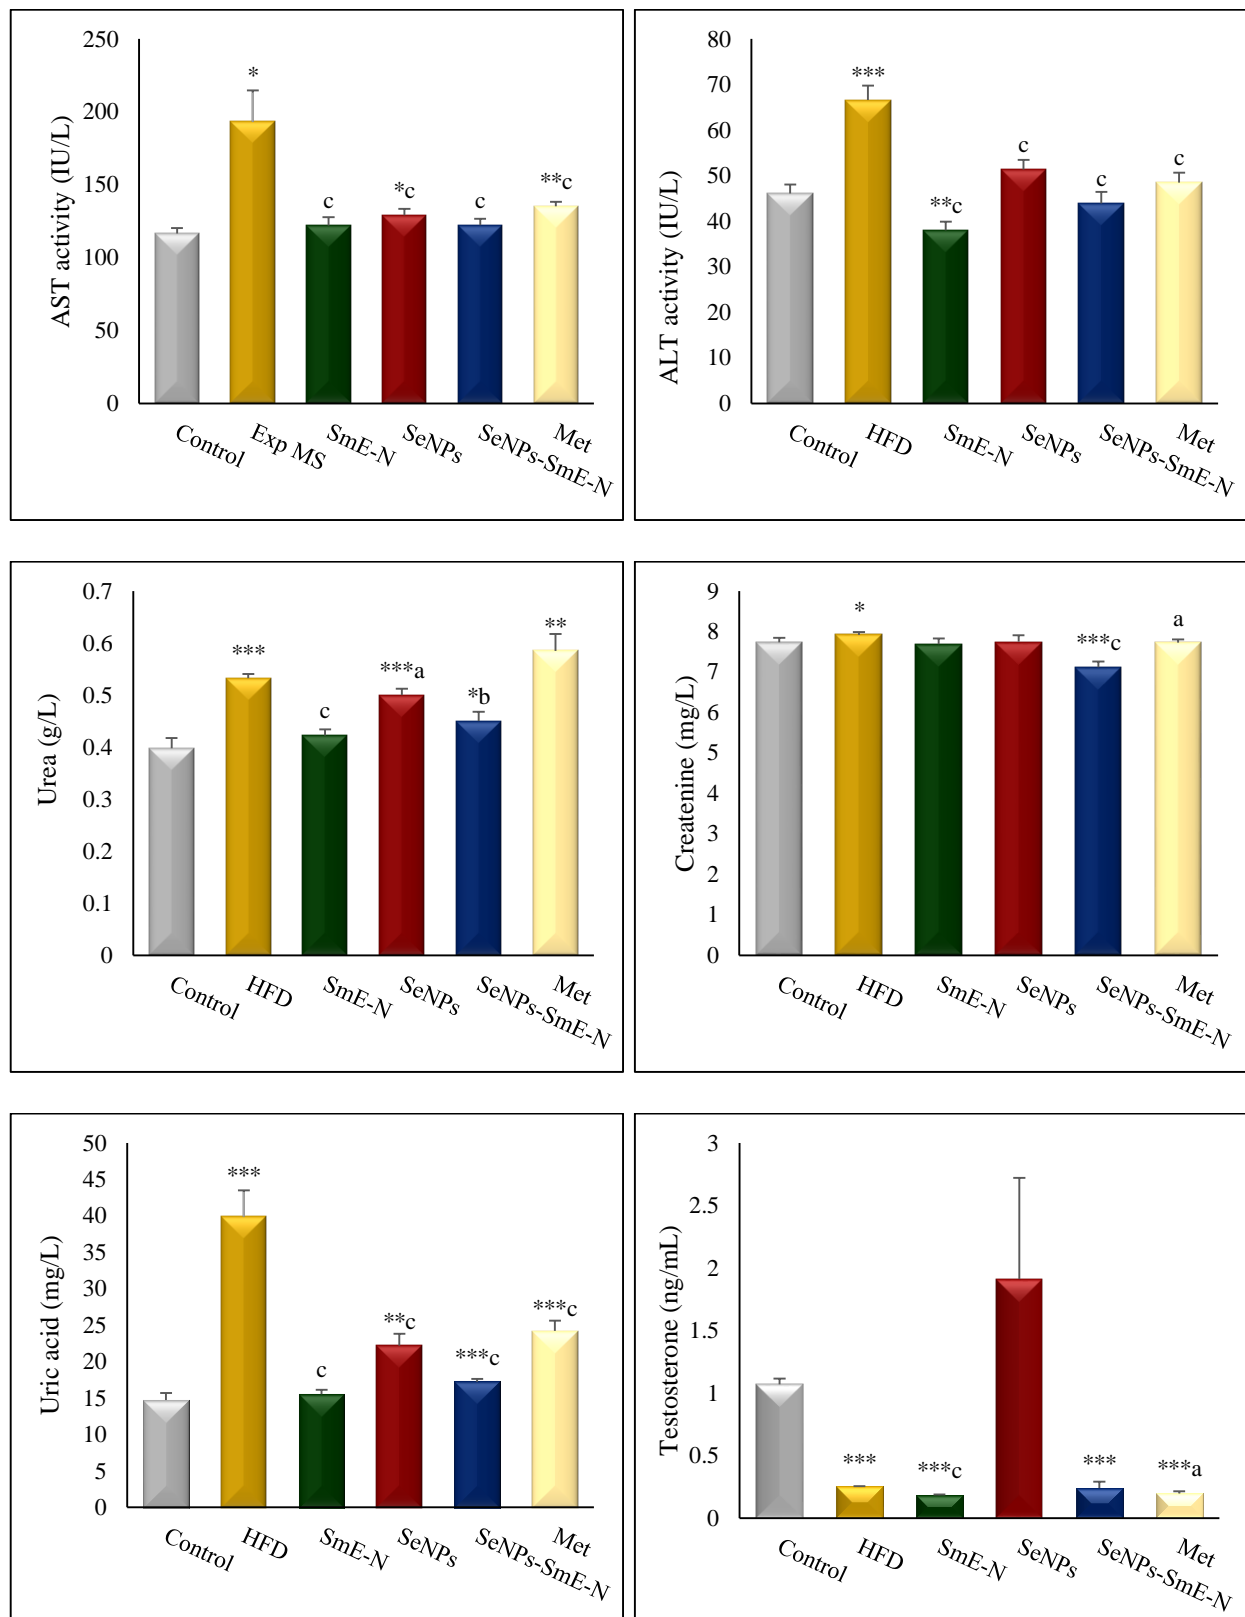 AST activity (IU/L)
250
200
150
100
50
0
*
c
*c
c
**c
Control
Exp MS
SmE-N
SeNPs
SeNPs-SmE-N
Met
ALT activity (IU/L)
80
70
60
50
40
30
20
10
0
***
**c
c
c
c
Control
HFD
SmE-N
SeNPs
SeNPs-SmE-N
Met
Urea (g/L)
0.7
0.6
0.5
0.4
0.3
0.2
0.1
0
***
c
***a
*b
**
Control
HFD
SmE-N
SeNPs
SeNPs-SmE-N
Met
Createnine (mg/L)
9
8
7
6
5
4
3
2
1
0
*
***c
a
Control
HFD
SmE-N
SeNPs
SeNPs-SmE-N
Met
Uric acid (mg/L)
50
45
40
35
30
25
20
15
10
5
0
***
c
**c
***c
***c
Control
HFD
SmE-N
SeNPs
SeNPs-SmE-N
Met
Testosterone (ng/mL)
3
2.5
2
1.5
1
0.5
0
***
***c
***
***a
Control
HFD
SmE-N
SeNPs
SeNPs-SmE-N
Met